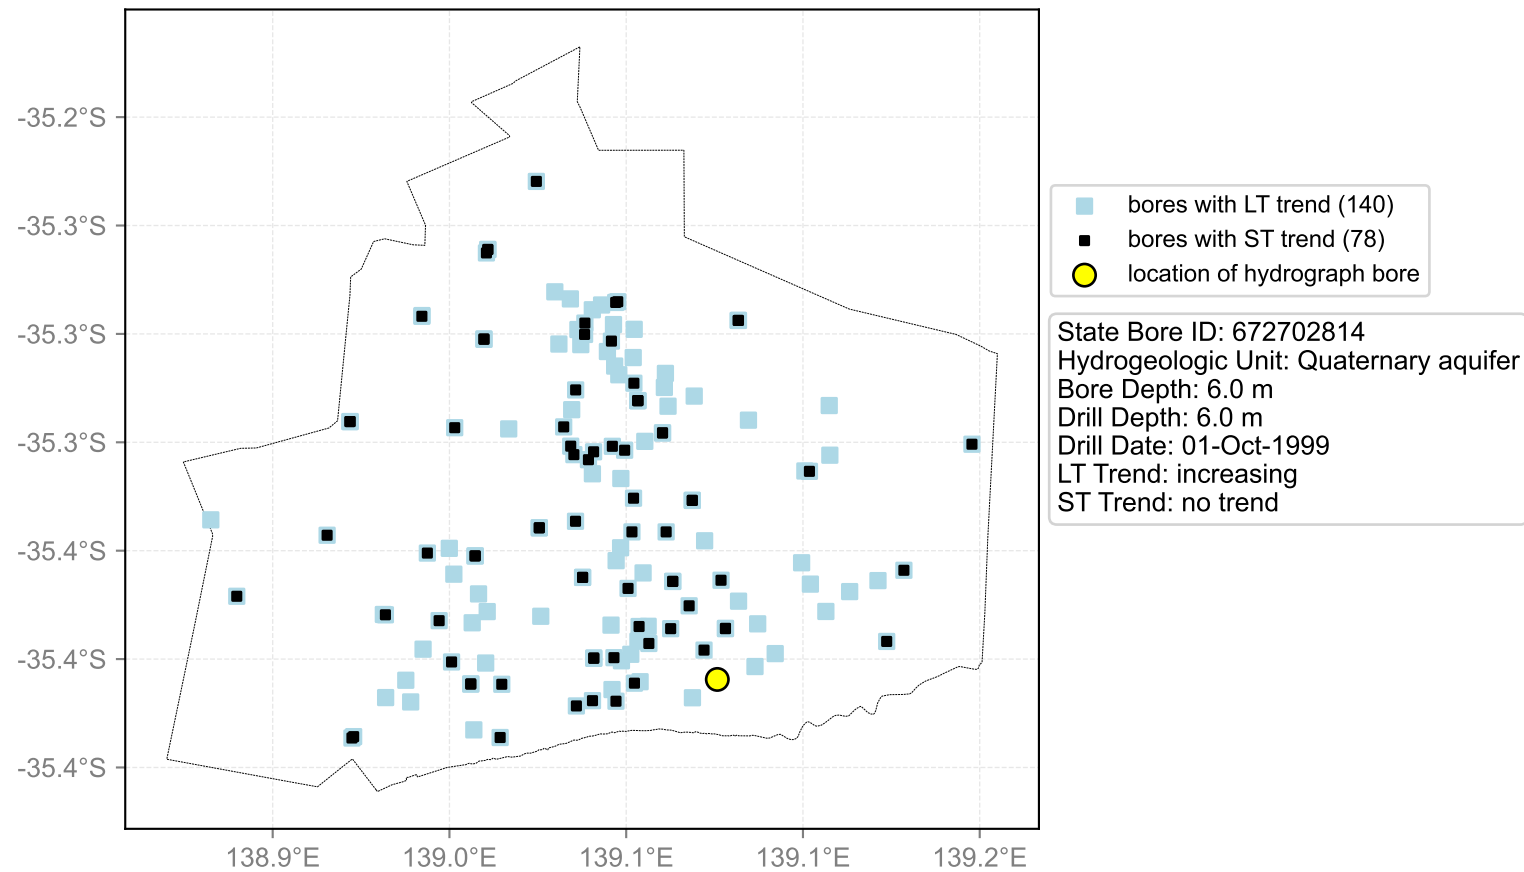 -35.2°S
-35.3°S
-35.3°S
-35.3°S
-35.4°S
-35.4°S
-35.4°S
138.9°E
139.0°E
139.1°E
139.1°E
139.2°E
bores with LT trend (140)
bores with ST trend (78)
location of hydrograph bore
State Bore ID: 672702814
Hydrogeologic Unit: Quaternary aquifer
Bore Depth: 6.0 m
Drill Depth: 6.0 m
Drill Date: 01-Oct-1999
LT Trend: increasing
ST Trend: no trend